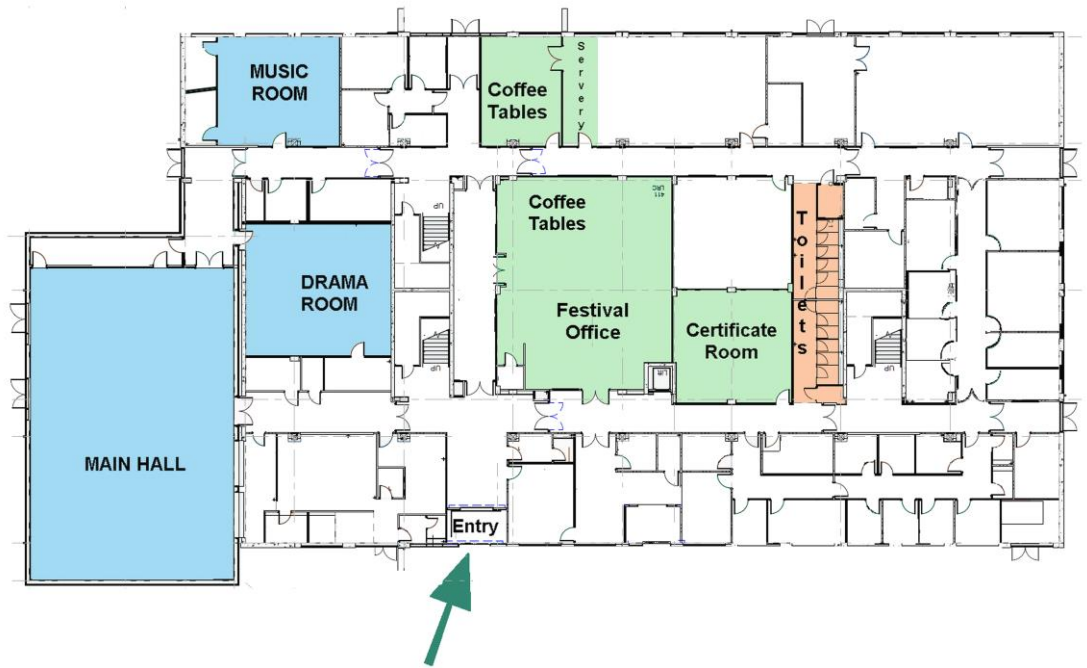 MUSIC
ROOM
Coffee
Tables
Servery
Coffee
Tables
UP
DRAMA
ROOM
Festival
Office
Certificate
Room
Toilets
UP
UP
MAIN HALL
Entry